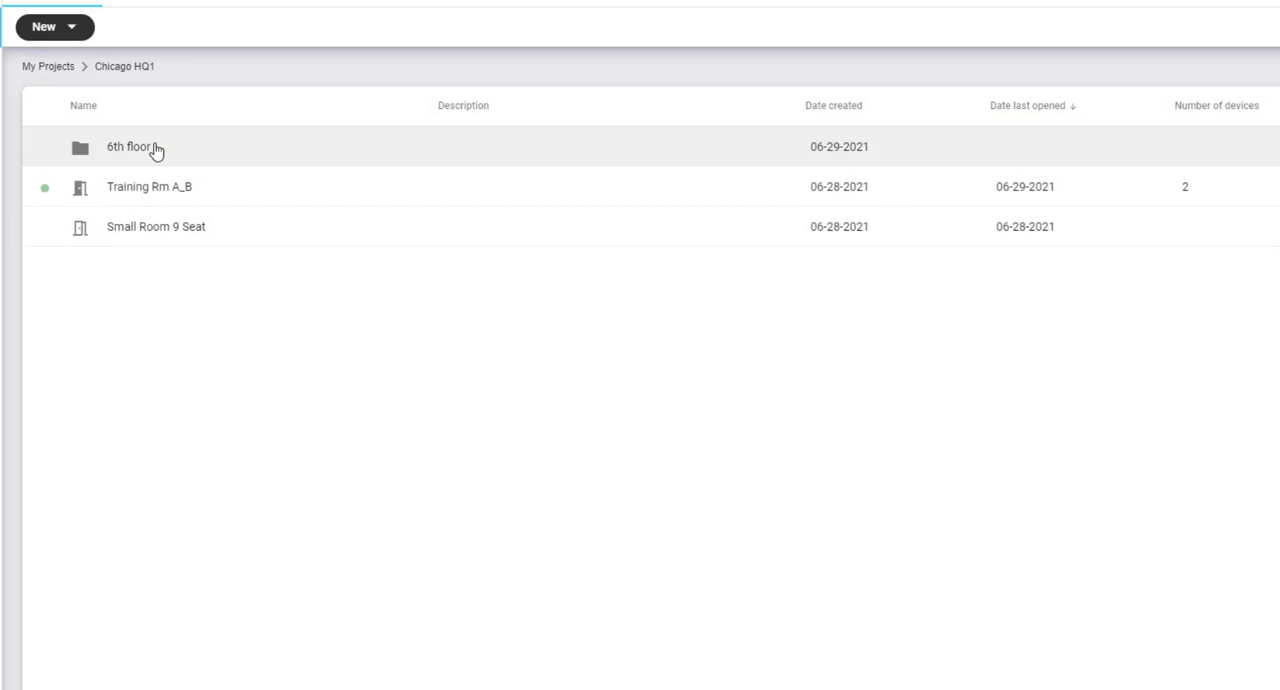 New
My Projects > Chicago HQ1
Name Description Date created Date last opened ↓ Number of devices
6th floor 06-29-2021
Training Rm A_B 06-28-2021 06-29-2021 2
Small Room 9 Seat 06-28-2021 06-28-2021